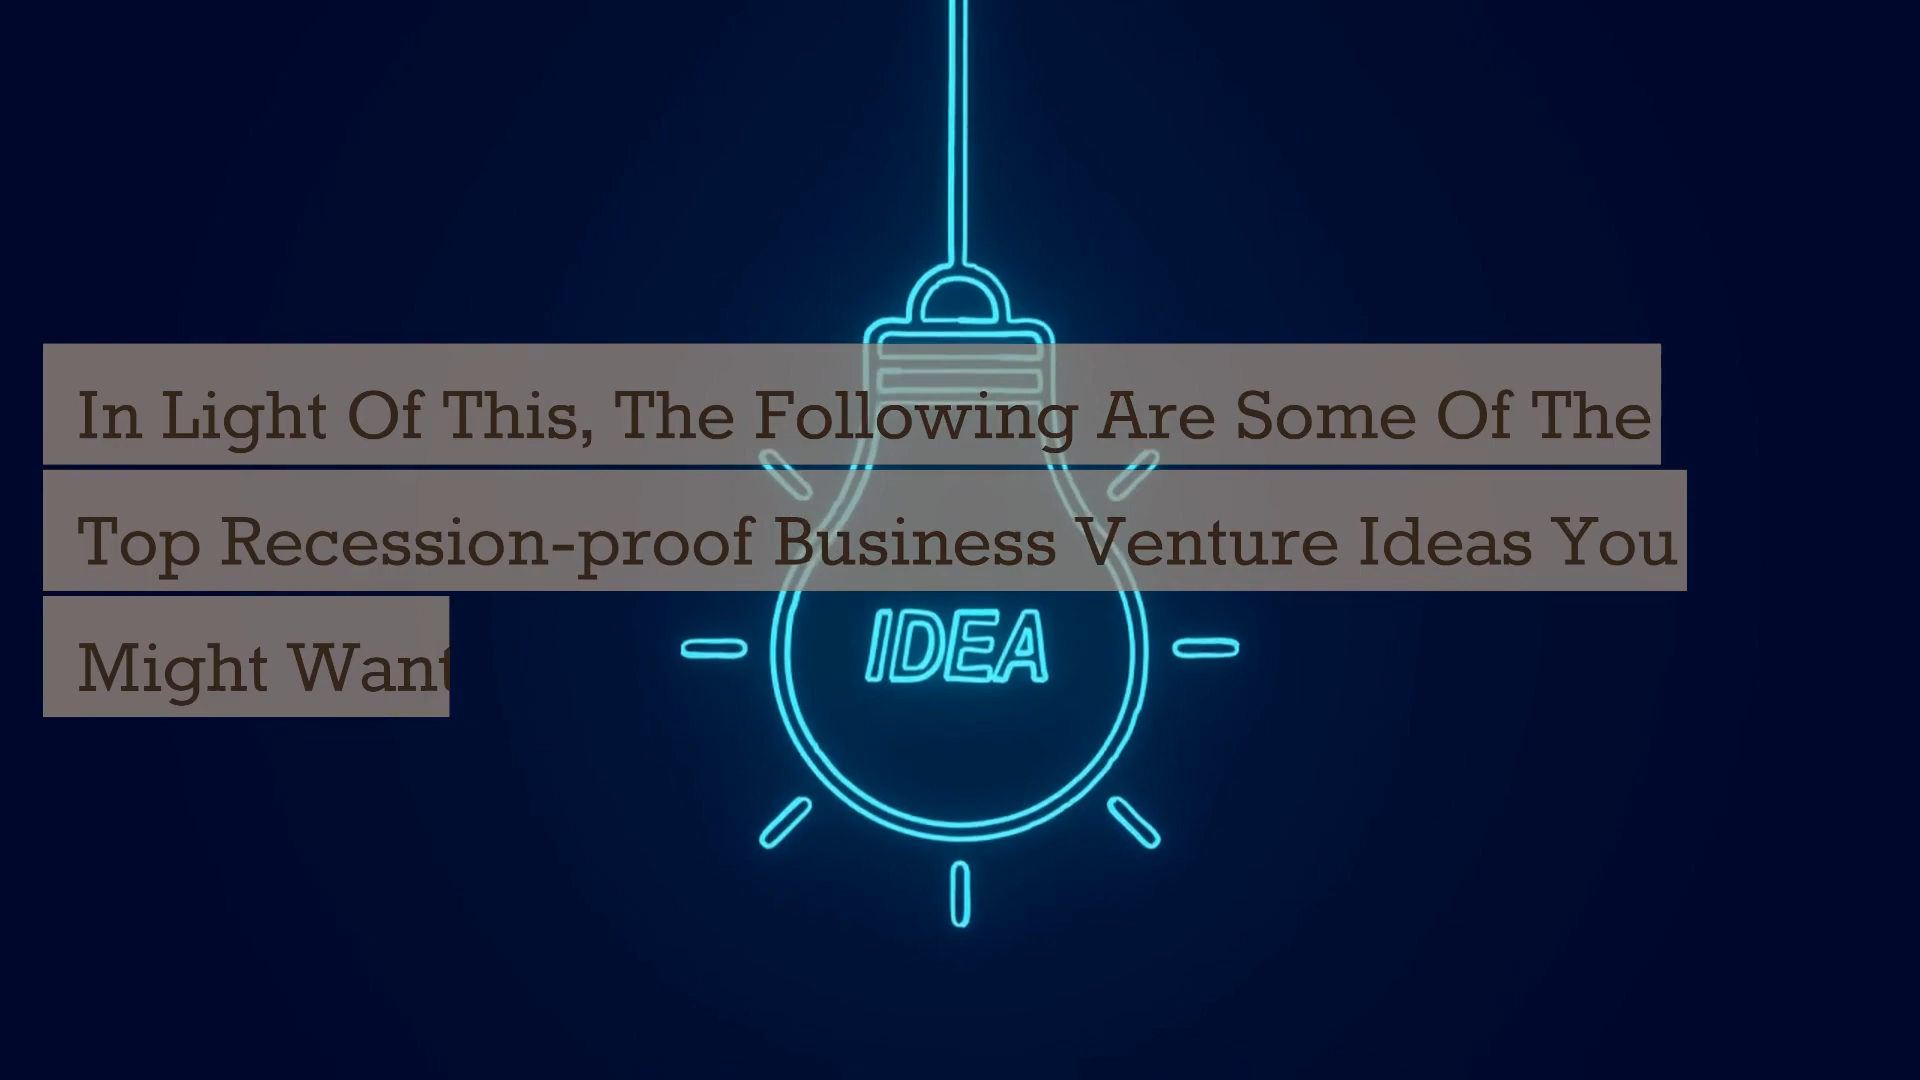 In Light Of This, The Following Are Some Of The
Top Recession-proof Business Venture Ideas You
Might Want
IDEA